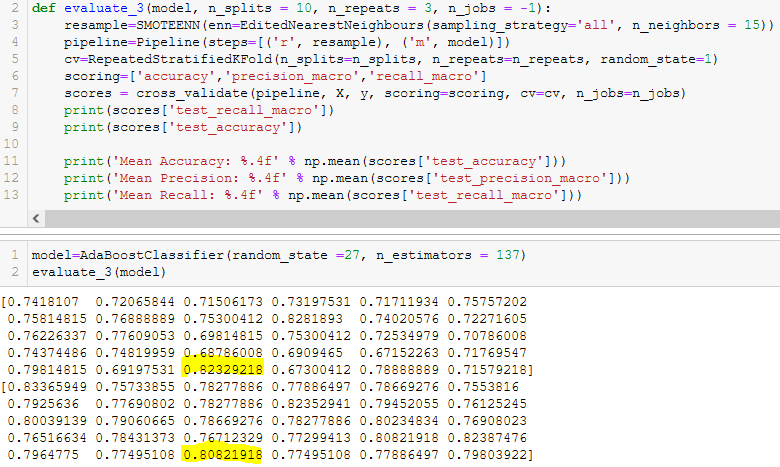 2 def evaluate_3(model, n_splits = 10, n_repeats = 3, n_jobs = -1):
3     resample=SMOTEENN(enn=EditedNearestNeighbours(sampling_strategy='all', n_neighbors = 15))
4     pipeline=Pipeline(steps=[('r', resample), ('m', model)])
5     cv=RepeatedStratifiedKFold(n_splits=n_splits, n_repeats=n_repeats, random_state=1)
6     scoring=['accuracy','precision_macro','recall_macro']
7     scores = cross_validate(pipeline, X, y, scoring=scoring, cv=cv, n_jobs=n_jobs)
8     print(scores['test_recall_macro'])
9     print(scores['test_accuracy'])
10
11     print('Mean Accuracy: %.4f' % np.mean(scores['test_accuracy']))
12     print('Mean Precision: %.4f' % np.mean(scores['test_precision_macro']))
13     print('Mean Recall: %.4f' % np.mean(scores['test_recall_macro']))
1 model=AdaBoostClassifier(random_state =27, n_estimators = 137)
2 evaluate_3(model)
[0.7418107  0.72065844 0.71506173 0.73197531 0.71711934 0.75757202
 0.75814815 0.76888889 0.75300412 0.8281893  0.74020576 0.72271605
 0.76226337 0.77609053 0.69814815 0.75300412 0.72534979 0.70786008
 0.74374486 0.74819959 0.68786008 0.6909465  0.67152263 0.71769547
 0.79814815 0.69197531 0.82329218 0.67300412 0.78888889 0.71579218]
[0.83365949 0.75733855 0.78277886 0.77886497 0.78669276 0.7553816
 0.7925636  0.77690802 0.78277886 0.82352941 0.79452055 0.76125245
 0.80039139 0.79060665 0.78669276 0.78277886 0.80234834 0.76908023
 0.76516634 0.78431373 0.76712329 0.77299413 0.80821918 0.82387476
 0.7964775  0.77495108 0.80821918 0.77495108 0.77886497 0.79803922]